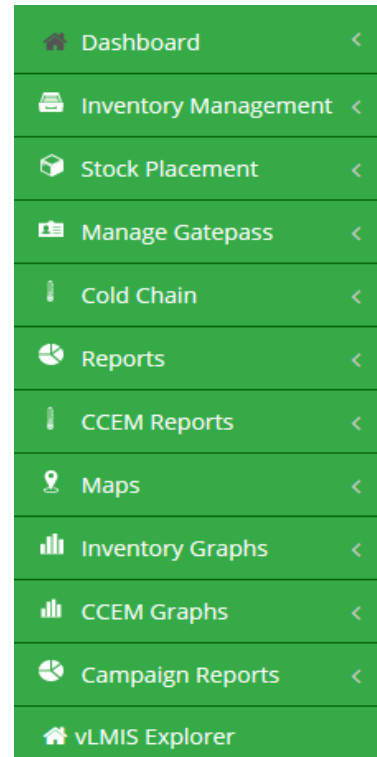 Dashboard
Inventory Management
Stock Placement
Manage Gatepass
Cold Chain
Reports
CCEM Reports
Maps
Inventory Graphs
CCEM Graphs
Campaign Reports
vLMIS Explorer